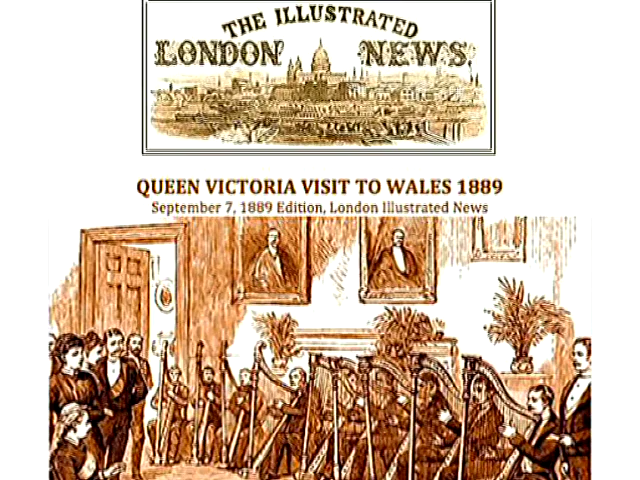 THE ILLUSTRATED
LONDON NEWS.
QUEEN VICTORIA VISIT TO WALES 1889
September 7, 1889 Edition, London Illustrated News